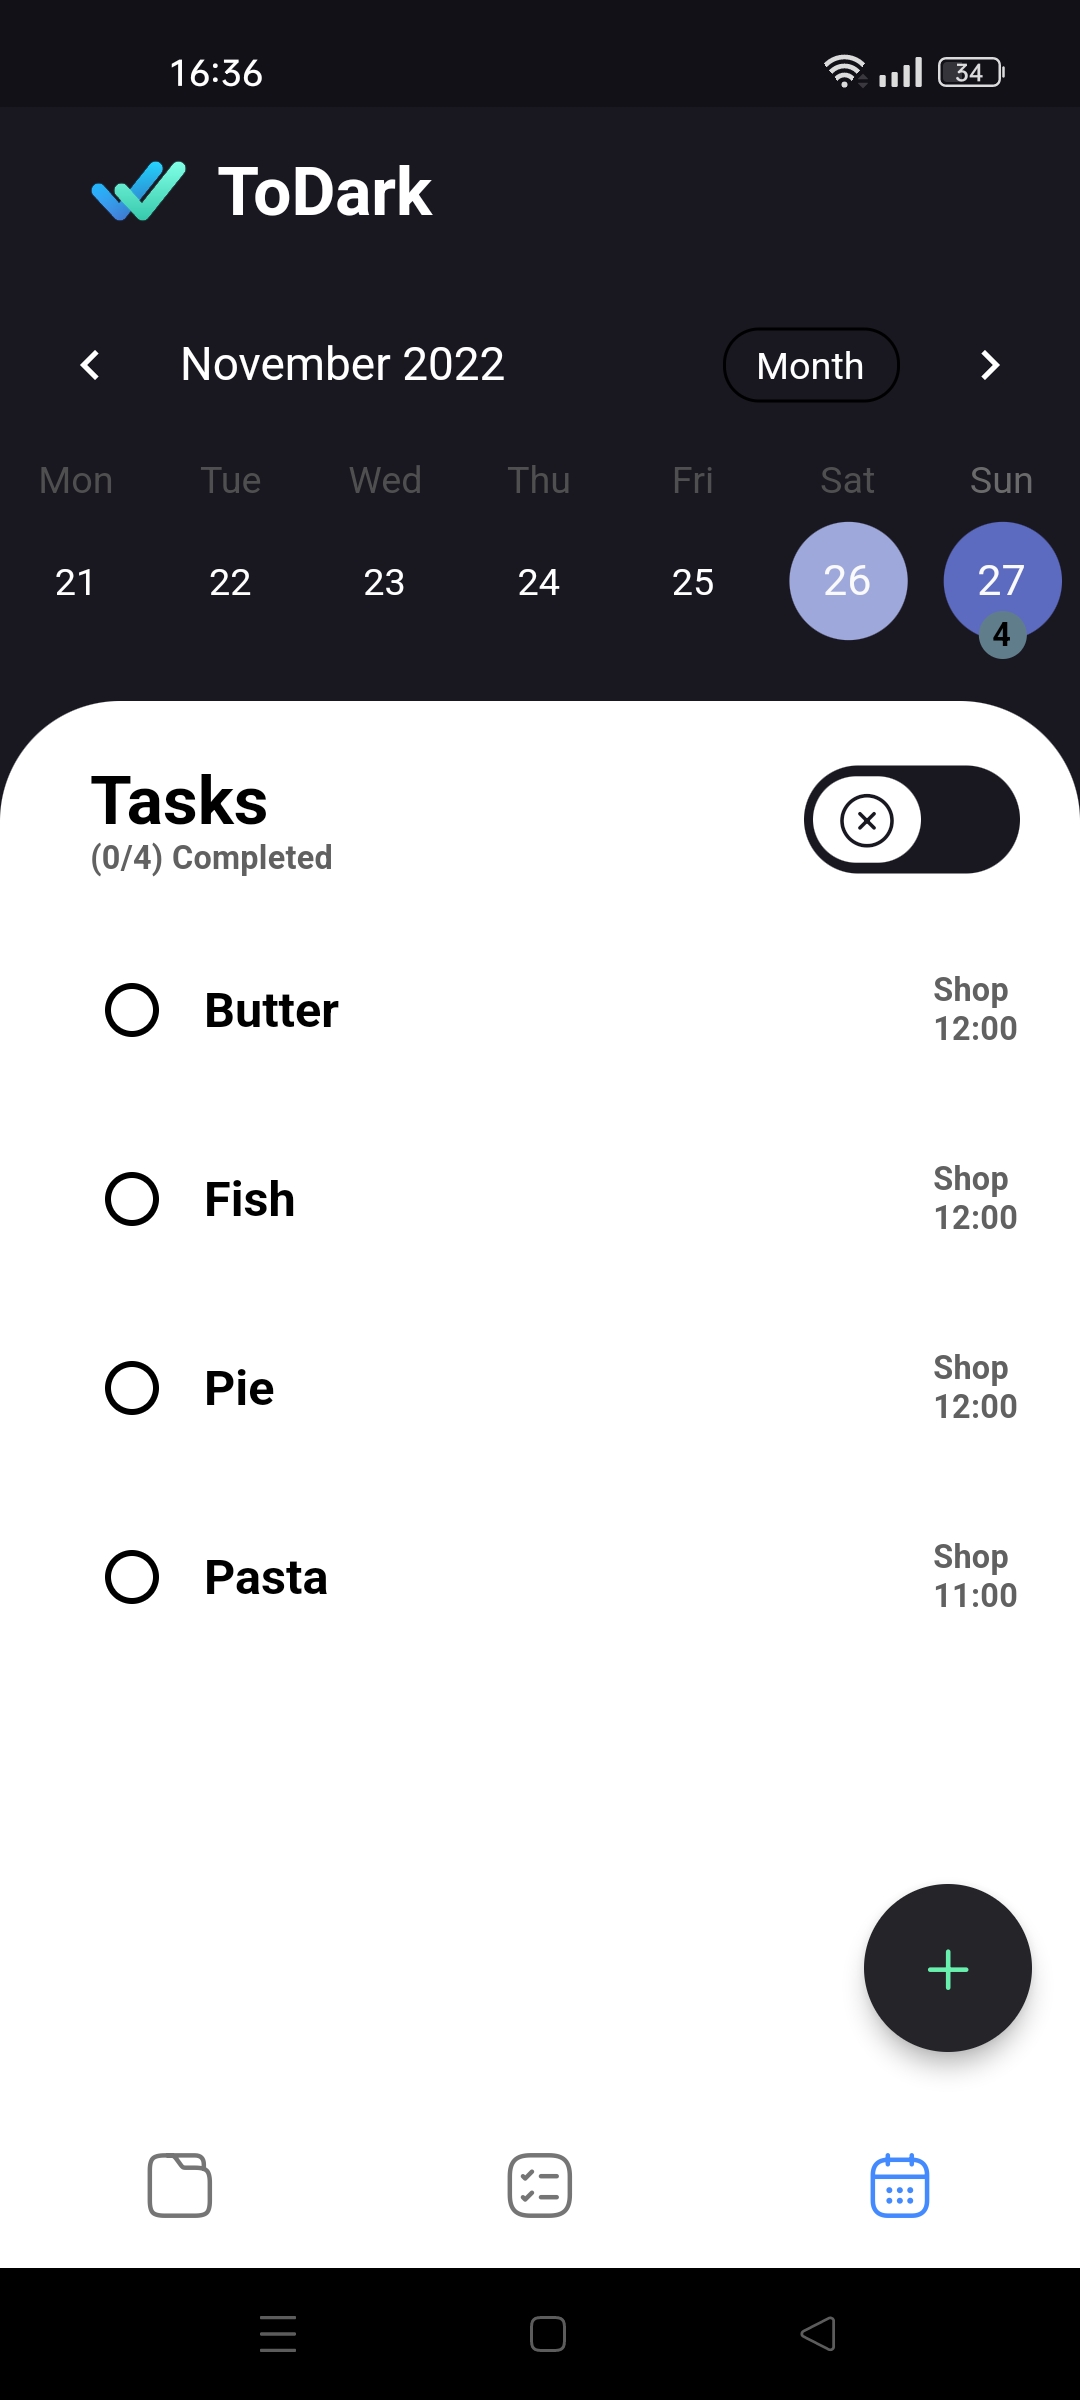 16:36
34
ToDark
November 2022
Month
Mon Tue Wed Thu Fri Sat Sun
21 22 23 24 25 26 27
4
Tasks
(0/4) Completed
Butter
Shop
12:00
Fish
Shop
12:00
Pie
Shop
12:00
Pasta
Shop
11:00